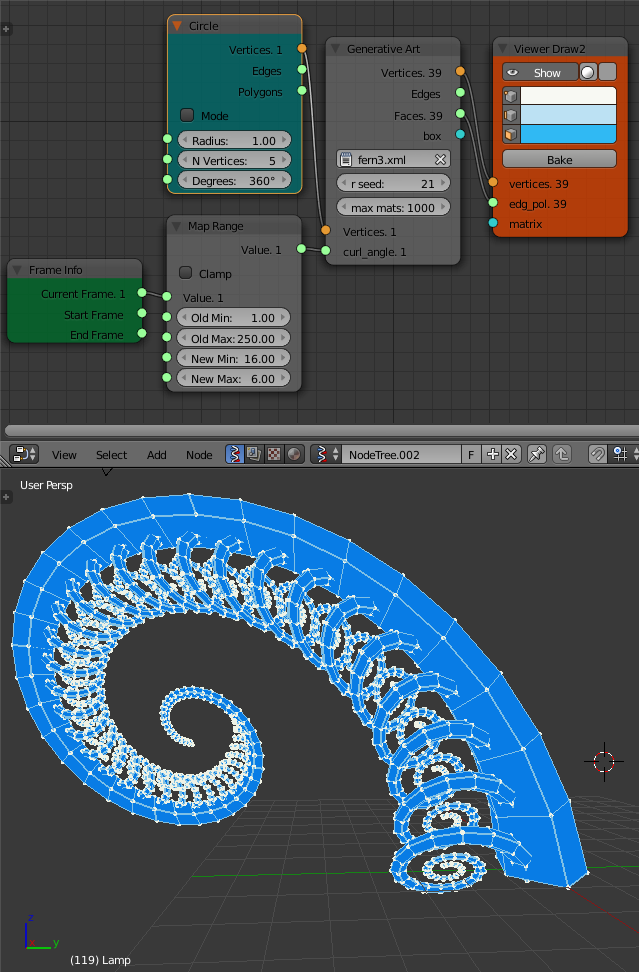 Circle
Vertices. 1
Edges
Polygons
Mode
Radius: 1.00
N Vertices: 5
Degrees: 360°
Generative Art
Vertices. 39
Edges
Faces. 39
box
fern3.xml
r seed: 21
max mats: 1000
Vertices. 1
curl_angle. 1
Viewer Draw2
Show
Bake
vertices. 39
edg_pol. 39
matrix
Map Range
Value. 1
Clamp
Value. 1
Old Min: 1.00
Old Max: 250.00
New Min: 16.00
New Max: 6.00
Frame Info
Current Frame. 1
Start Frame
End Frame
View Select Add Node NodeTree.002 F
User Persp
z
y
(119) Lamp